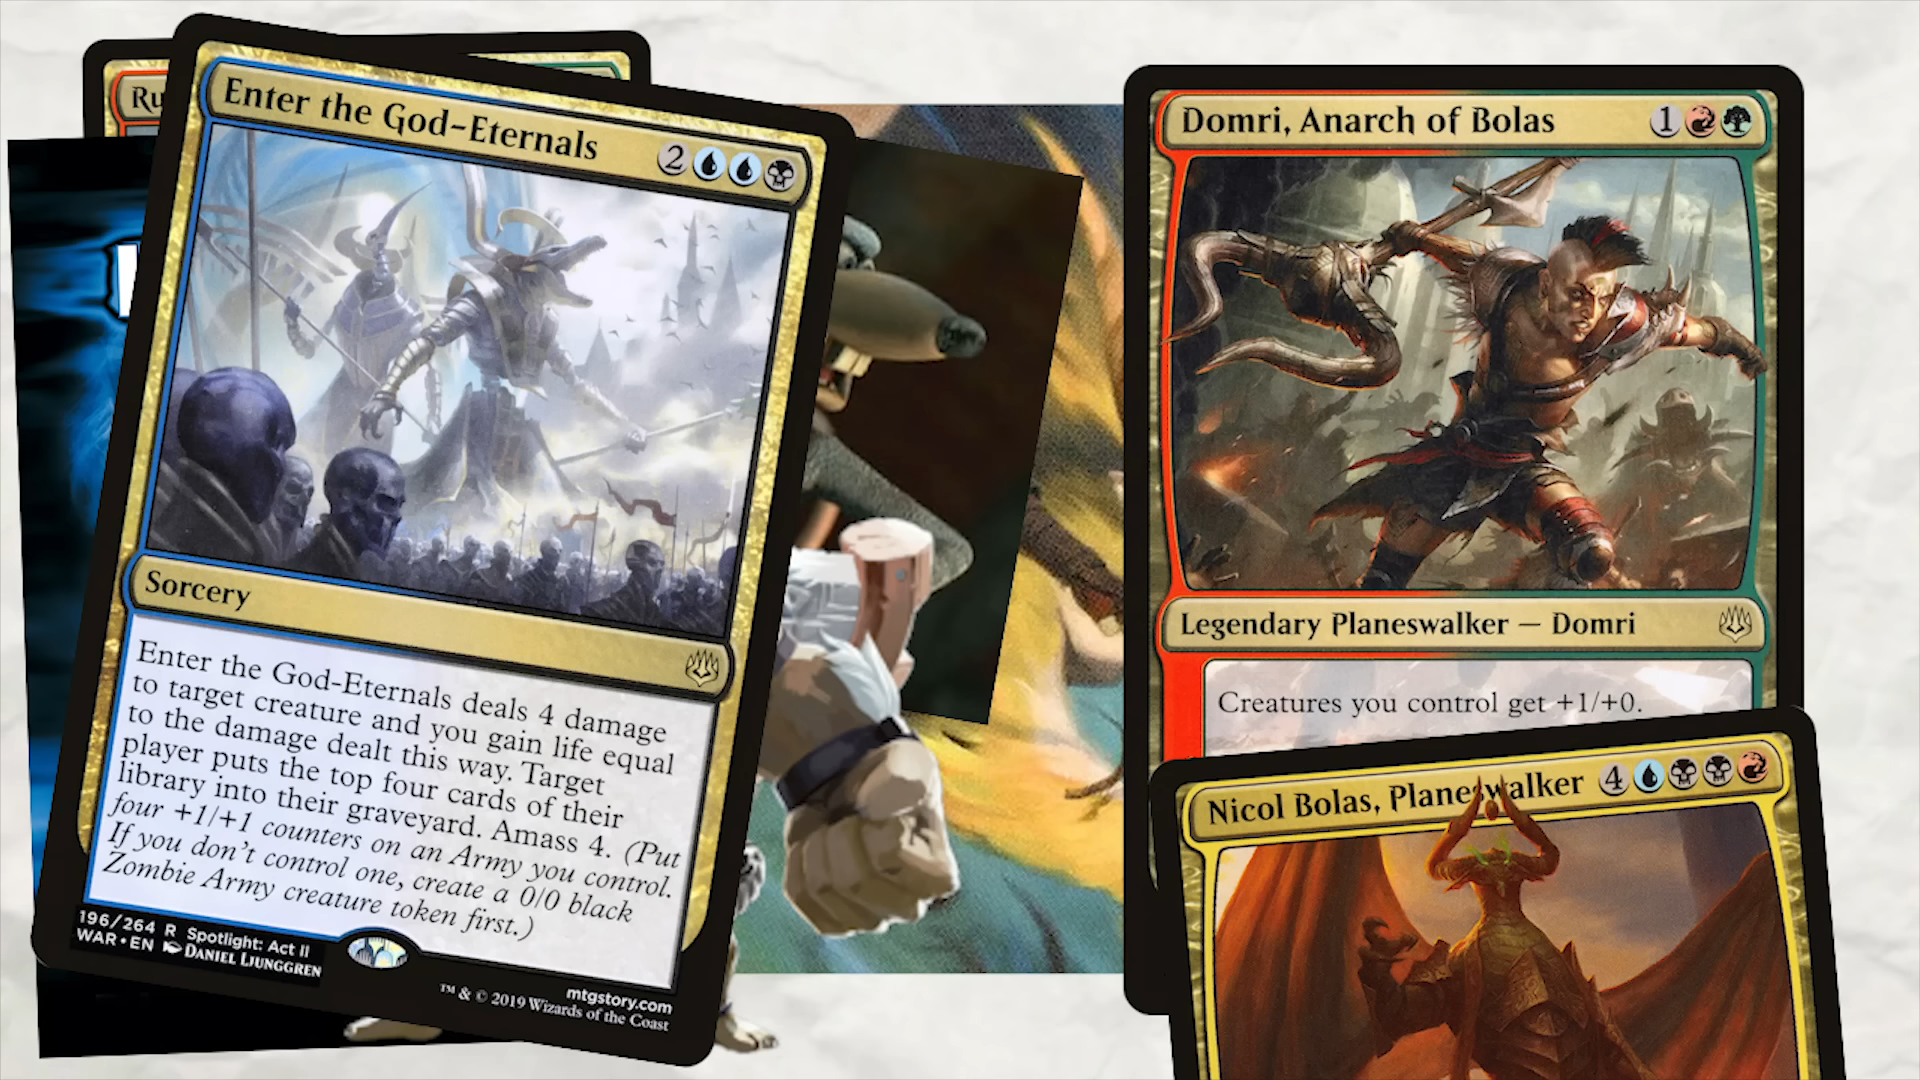 Ru
Enter the God-Eternals 2
Sorcery
Enter the God-Eternals deals 4 damage
to target creature and you gain life equal
to the damage dealt this way. Target
player puts the top four cards of their
library into their graveyard. Amass 4. (Put
four +1/+1 counters on an Army you control.
If you don't control one, create a 0/0 black
Zombie Army creature token first.)
196/264 R Spotlight: Act II
WAR • EN Daniel Ljunggren
mtgstory.com
™ & © 2019 Wizards of the Coast
Domri, Anarch of Bolas 1
Legendary Planeswalker — Domri
Creatures you control get +1/+0.
Nicol Bolas, Planeswalker 4